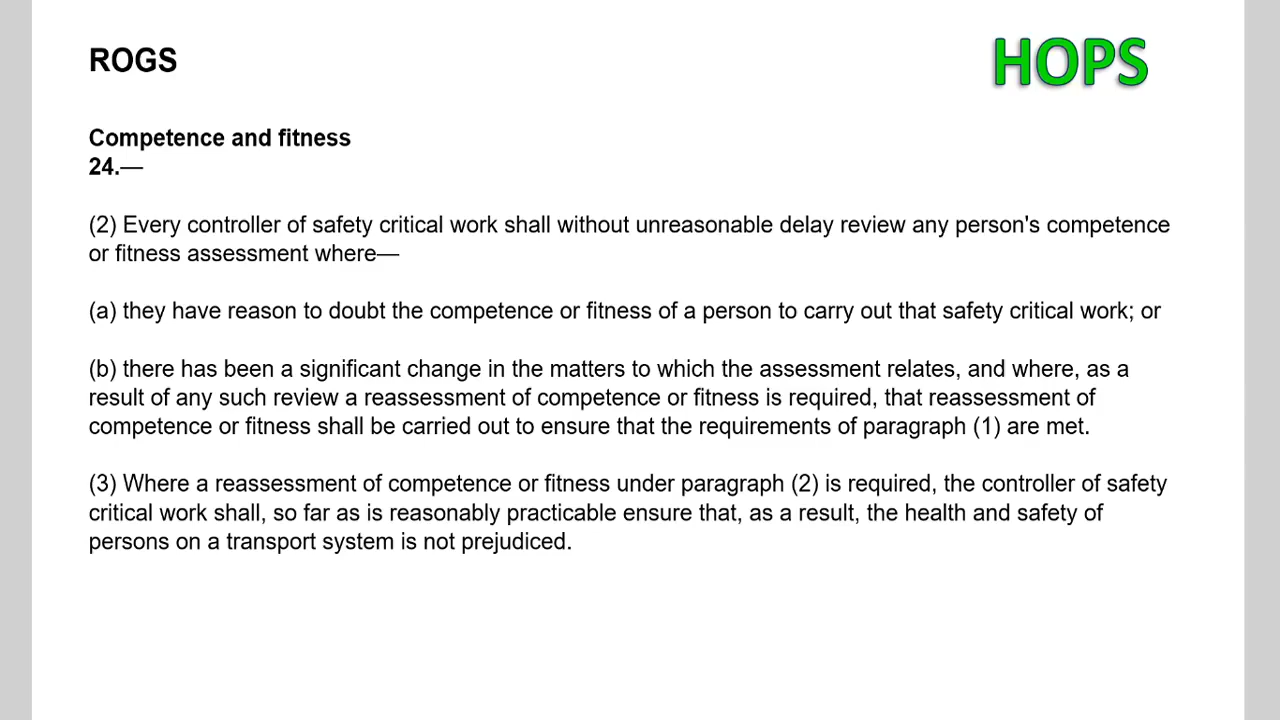 ROGS
HOPS
Competence and fitness
24.—
(2) Every controller of safety critical work shall without unreasonable delay review any person's competence
or fitness assessment where—
(a) they have reason to doubt the competence or fitness of a person to carry out that safety critical work; or
(b) there has been a significant change in the matters to which the assessment relates, and where, as a
result of any such review a reassessment of competence or fitness is required, that reassessment of
competence or fitness shall be carried out to ensure that the requirements of paragraph (1) are met.
(3) Where a reassessment of competence or fitness under paragraph (2) is required, the controller of safety
critical work shall, so far as is reasonably practicable ensure that, as a result, the health and safety of
persons on a transport system is not prejudiced.